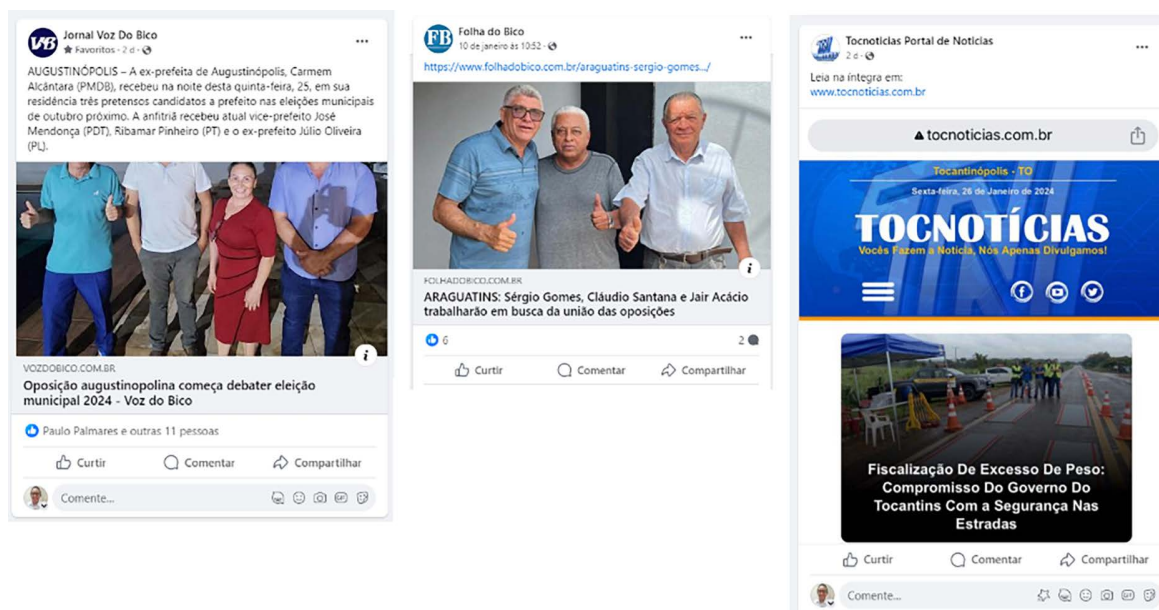 Jornal Voz Do Bico
Favoritos · 2 d ·
AUGUSTINÓPOLIS – A ex-prefeita de Augustinópolis, Carmem
Alcântara (PMDB), recebeu na noite desta quinta-feira, 25, em sua
residência três pretensos candidatos a prefeito nas eleições municipais
de outubro próximo. A anfitriã recebeu atual vice-prefeito José
Mendonça (PDT), Ribamar Pinheiro (PT) e o ex-prefeito Júlio Oliveira
(PL).
VOZDOBICO.COM.BR
Oposição augustinopolina começa debater eleição
municipal 2024 - Voz do Bico
Paulo Palmares e outras 11 pessoas
Curtir Comentar Compartilhar
Comente...
FB
Folha do Bico
10 de janeiro às 10:52 ·
https://www.folhadobico.com.br/araguatins-sergio-gomes.../
FOLHADOBICO.COM.BR
ARAGUATINS: Sérgio Gomes, Cláudio Santana e Jair Acácio
trabalharão em busca da união das oposições
6 2
Curtir Comentar Compartilhar
Tocnoticias Portal de Noticias
2 d ·
Leia na íntegra em:
www.tocnoticias.com.br
tocnoticias.com.br
Tocantinópolis - TO
Sexta-feira, 26 de Janeiro de 2024
TOCNOTÍCIAS
Vocês Fazem a Notícia, Nós Apenas Divulgamos!
Fiscalização De Excesso De Peso:
Compromisso Do Governo Do
Tocantins Com a Segurança Nas
Estradas
Curtir Comentar Compartilhar
Comente...